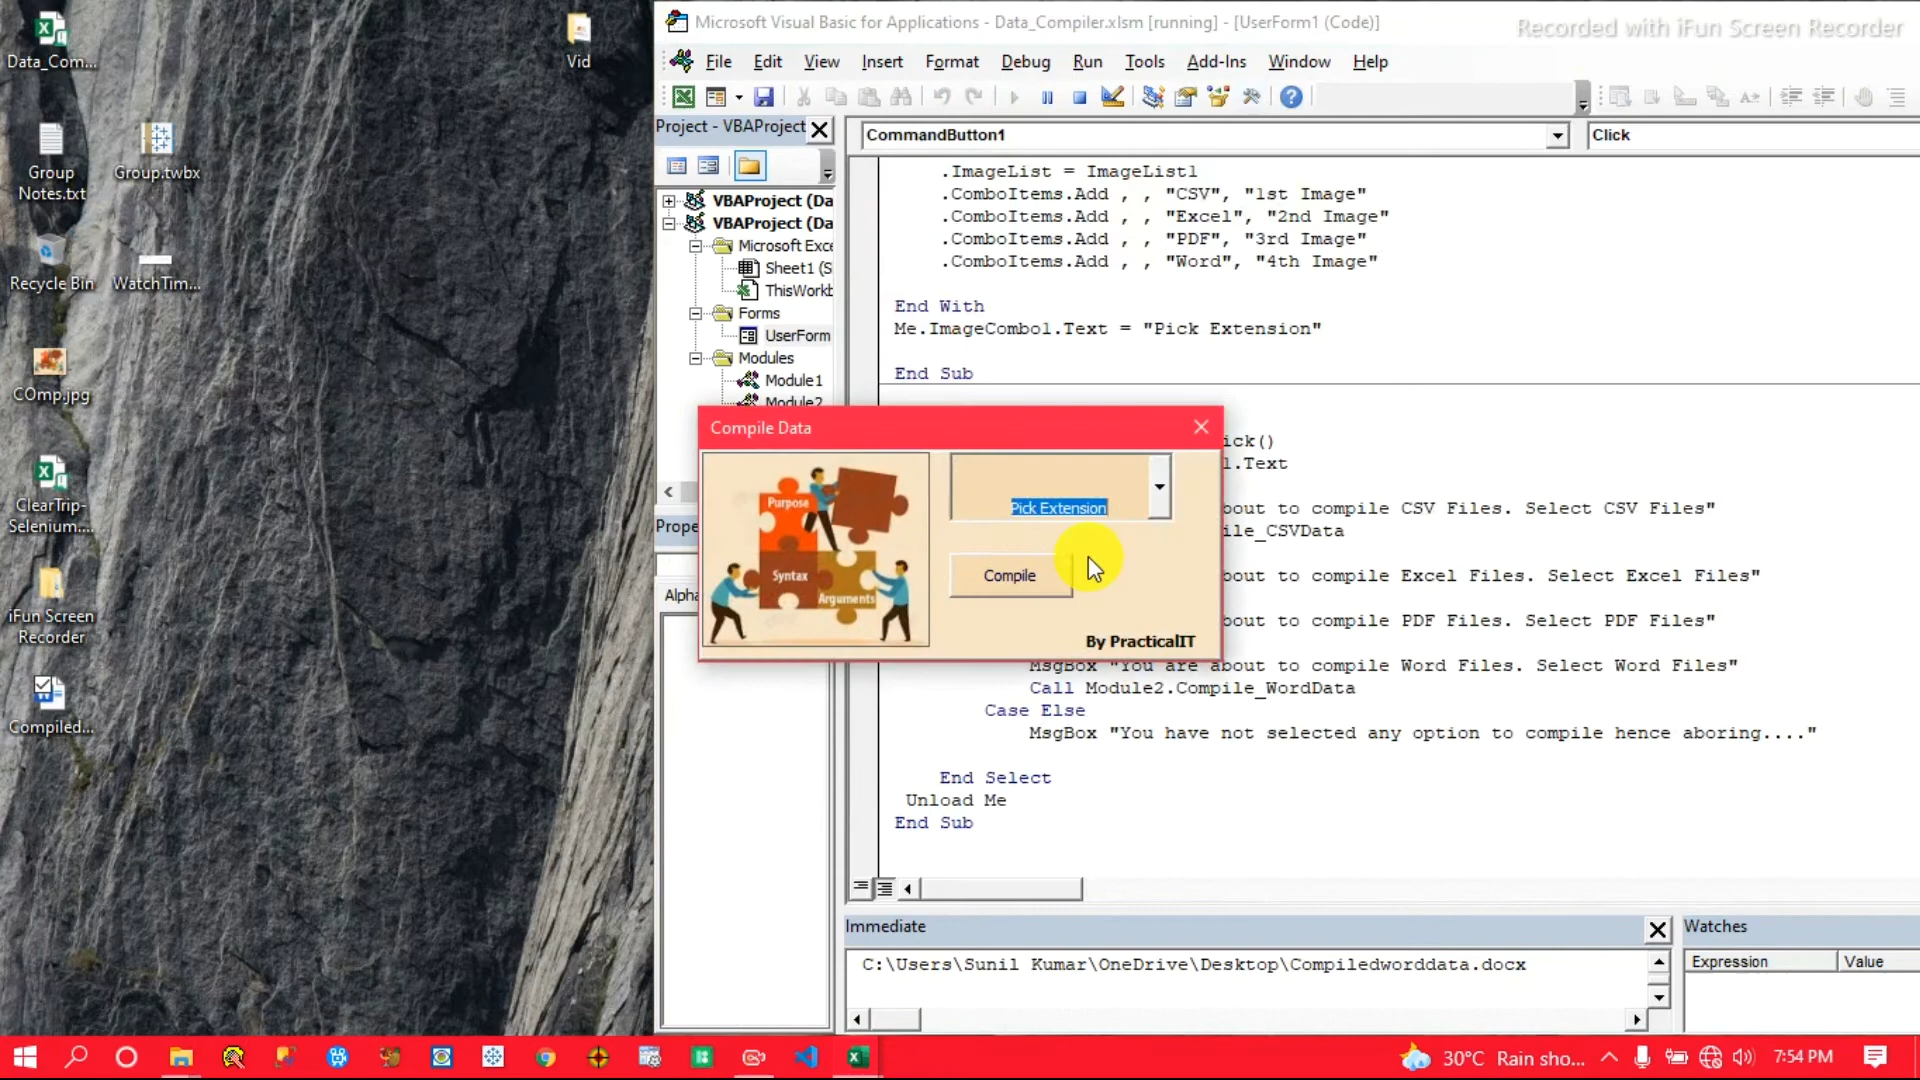 Data_Com...
Vid
Group
Notes.txt
Group.twbx
Recycle Bin
WatchTim...
COmp.jpg
ClearTrip-
Selenium....
iFun Screen
Recorder
Compiled...
Microsoft Visual Basic for Applications - Data_Compiler.xlsm [running] - [UserForm1 (Code)]
Recorded with iFun Screen Recorder
File Edit View Insert Format Debug Run Tools Add-Ins Window Help
Project - VBAProject
CommandButton1
Click
VBAProject (Da
VBAProject (Da
Microsoft Exce
Sheet1 (S
ThisWorkb
Forms
UserForm
Modules
Module1
Module2
Prope
Alpha
.ImageList = ImageList1
.ComboItems.Add , , "CSV", "1st Image"
.ComboItems.Add , , "Excel", "2nd Image"
.ComboItems.Add , , "PDF", "3rd Image"
.ComboItems.Add , , "Word", "4th Image"
End With
Me.ImageCombo1.Text = "Pick Extension"
End Sub
ick()
1.Text
bout to compile CSV Files. Select CSV Files"
ile_CSVData
bout to compile Excel Files. Select Excel Files"
bout to compile PDF Files. Select PDF Files"
MsgBox "You are about to compile Word Files. Select Word Files"
Call Module2.Compile_WordData
Case Else
MsgBox "You have not selected any option to compile hence aboring...."
End Select
Unload Me
End Sub
Compile Data
Purpose
Syntax
Arguments
Pick Extension
Compile
By PracticalIT
Immediate
C:\Users\Sunil Kumar\OneDrive\Desktop\Compiledworddata.docx
Watches
Expression Value
30°C Rain sho...
7:54 PM